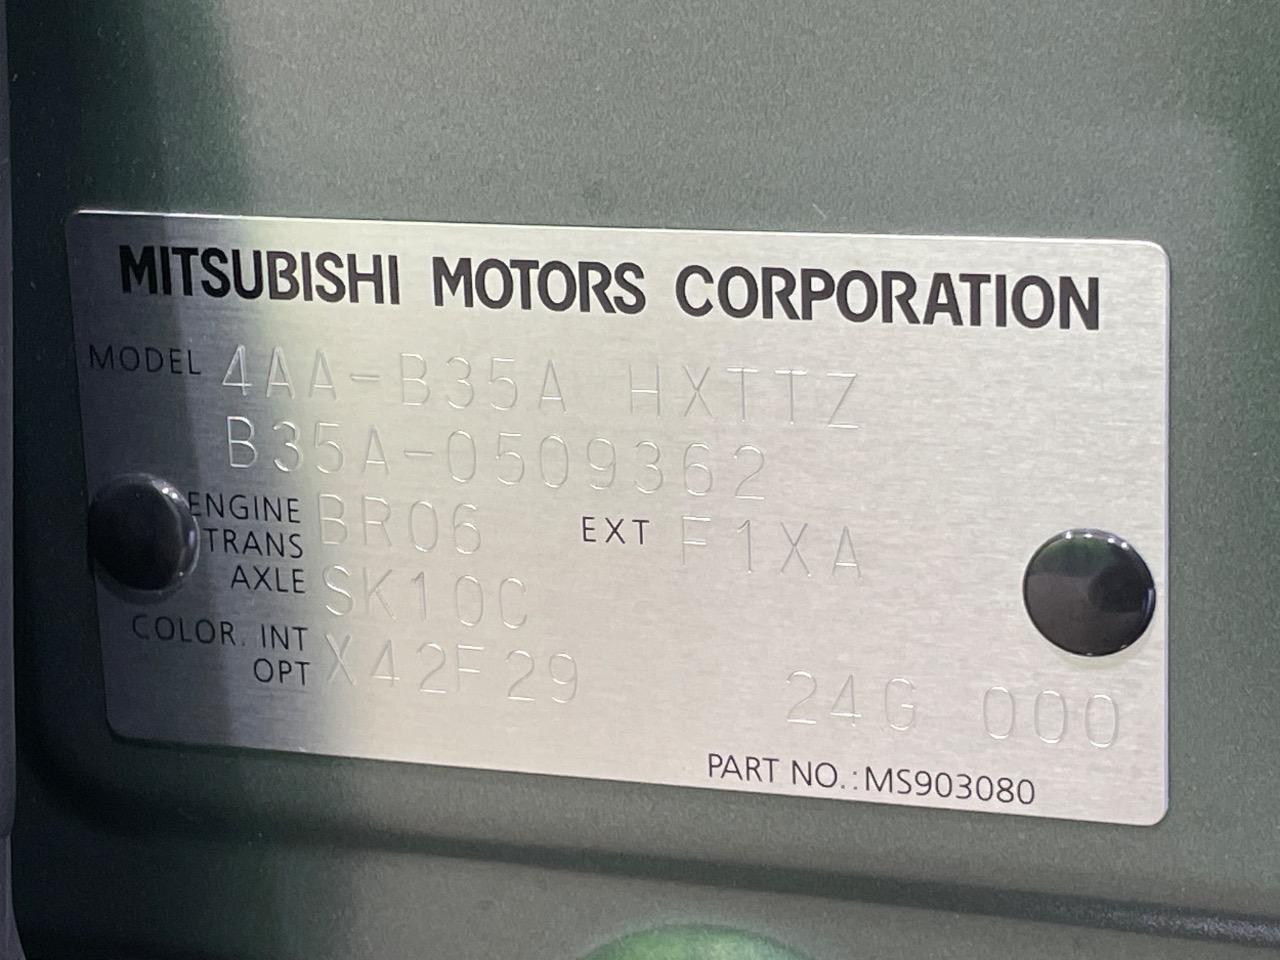 MITSUBISHI MOTORS CORPORATION
MODEL 4AA-B35A HXTTZ
B35A-0509362
ENGINE BR06 EXT F1XA
TRANS
AXLE SK10C
COLOR. INT X42F29
OPT 24G 000
PART NO.:MS903080